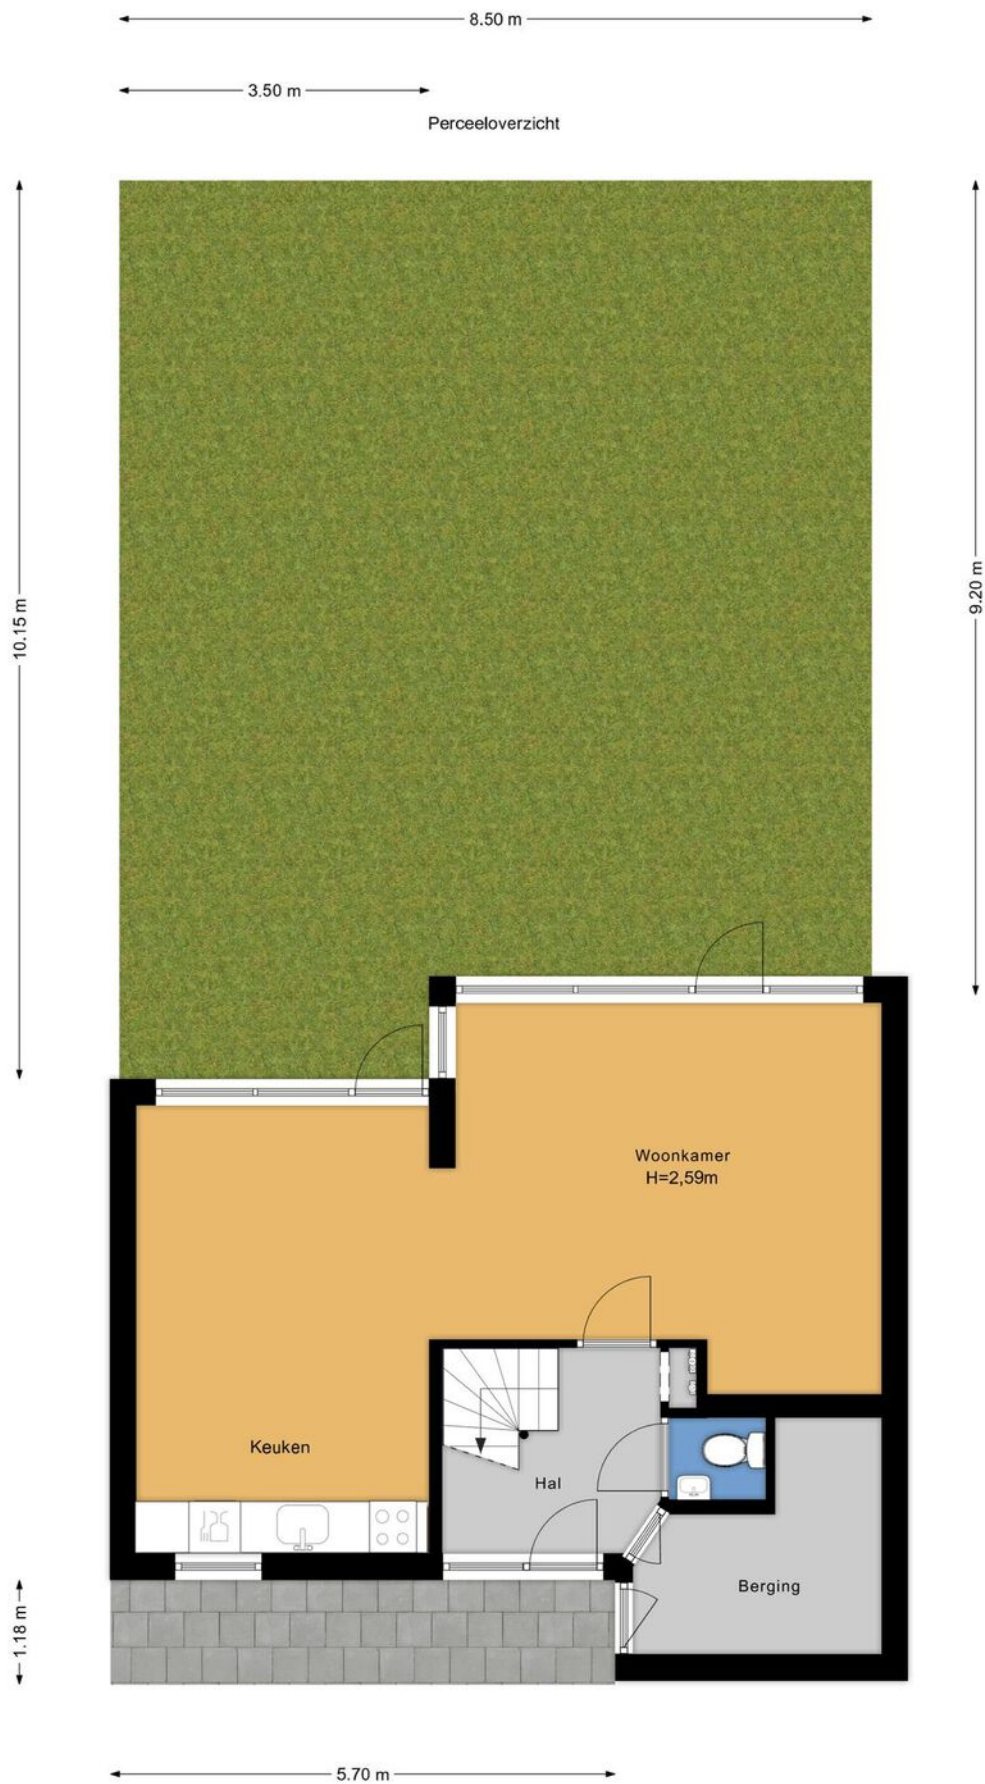 8.50 m
3.50 m
Perceeloverzicht
10.15 m
9.20 m
Woonkamer
H=2,59m
Keuken
Hal
Berging
1.18 m
5.70 m